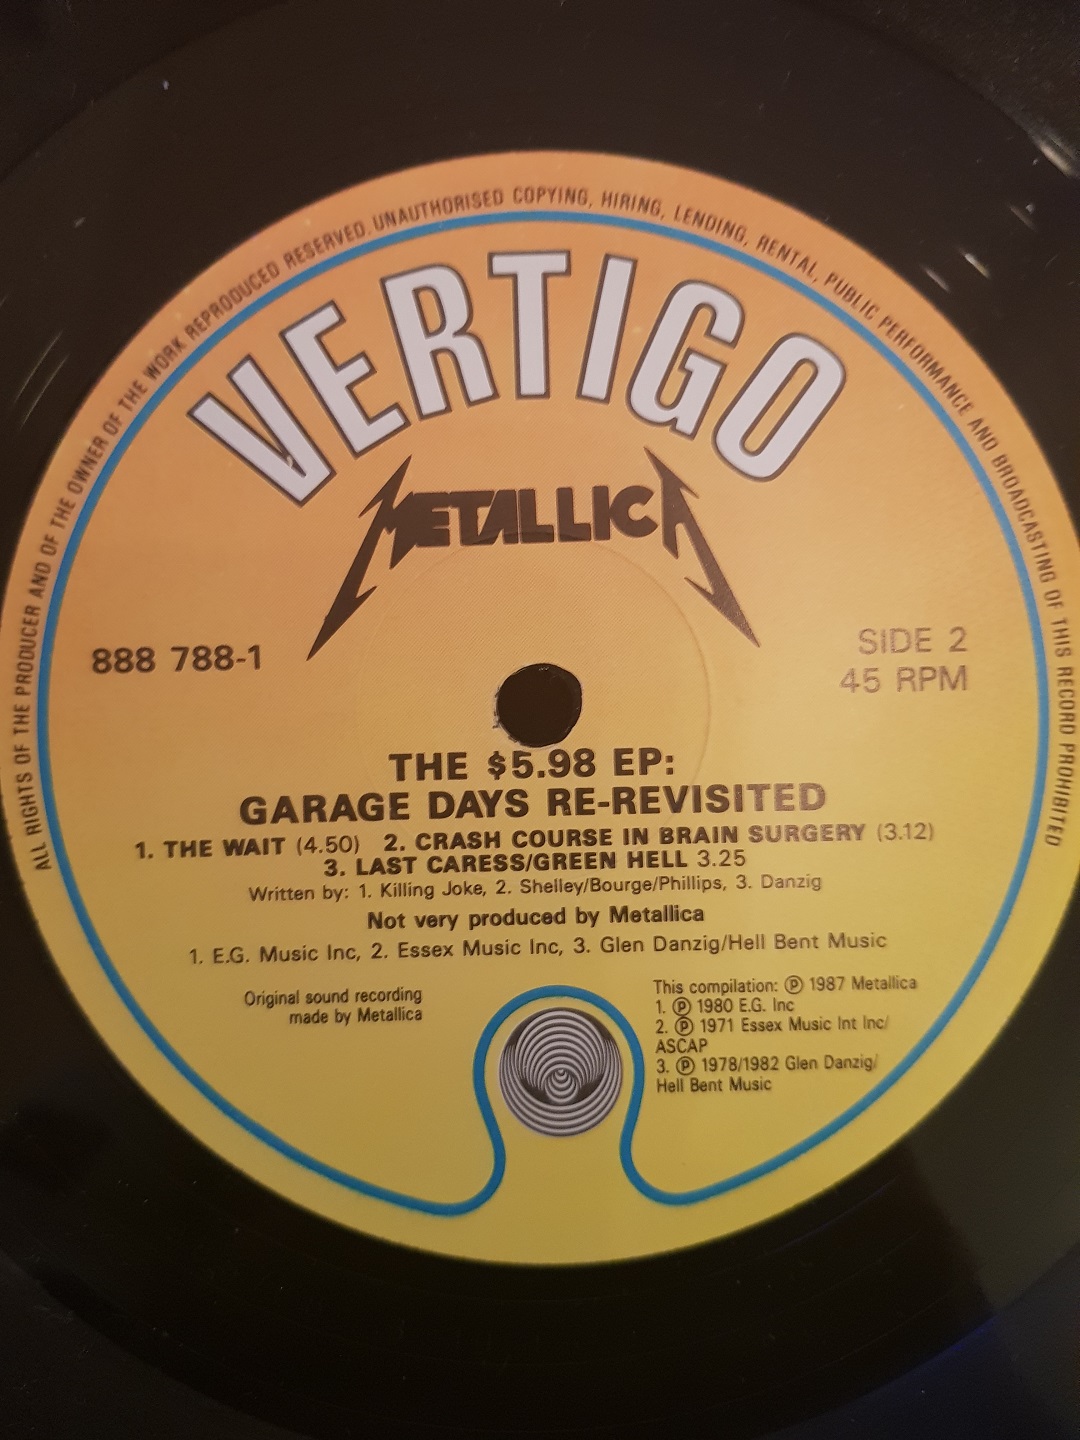 ALL RIGHTS OF THE PRODUCER AND OF THE OWNER OF THE WORK REPRODUCED RESERVED. UNAUTHORISED COPYING, HIRING, LENDING, RENTAL, PUBLIC PERFORMANCE AND BROADCASTING OF THIS RECORD PROHIBITED
VERTIGO
METALLICA
888 788-1
SIDE 2
45 RPM
THE $5.98 EP:
GARAGE DAYS RE-REVISITED
1. THE WAIT (4.50) 2. CRASH COURSE IN BRAIN SURGERY (3.12)
3. LAST CARESS/GREEN HELL 3.25
Written by: 1. Killing Joke, 2. Shelley/Bourge/Phillips, 3. Danzig
Not very produced by Metallica
1. E.G. Music Inc, 2. Essex Music Inc, 3. Glen Danzig/Hell Bent Music
Original sound recording
made by Metallica
This compilation: ℗ 1987 Metallica
1. ℗ 1980 E.G. Inc
2. ℗ 1971 Essex Music Int Inc/
ASCAP
3. ℗ 1978/1982 Glen Danzig/
Hell Bent Music